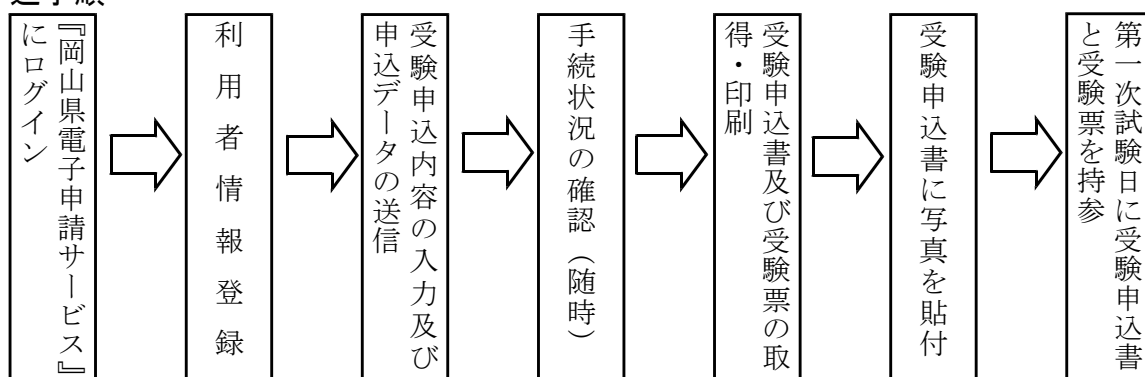 『岡山県電子申請サービス』
にログイン
利用者情報登録
受験申込内容の入力及び
申込データの送信
手続状況の確認（随時）
受験申込書及び受験票の取
得・印刷
受験申込書に写真を貼付
第一次試験日に受験申込書
と受験票を持参